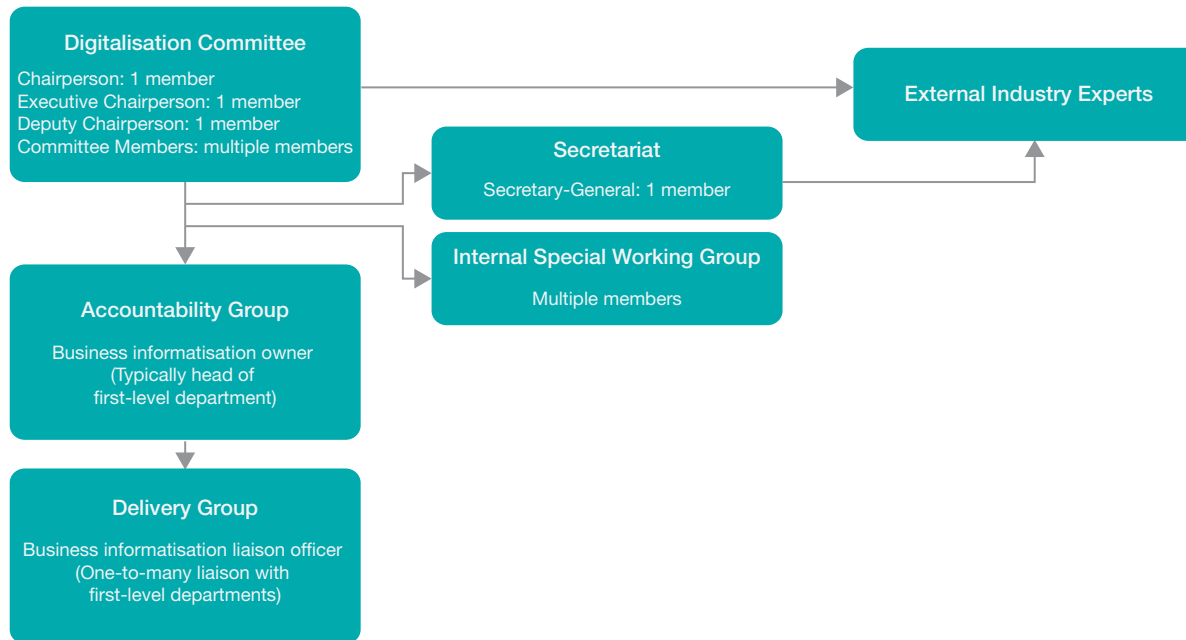 Digitalisation Committee
Chairperson: 1 member
Executive Chairperson: 1 member
Deputy Chairperson: 1 member
Committee Members: multiple members
External Industry Experts
Secretariat
Secretary-General: 1 member
Internal Special Working Group
Multiple members
Accountability Group
Business informatisation owner
(Typically head of
first-level department)
Delivery Group
Business informatisation liaison officer
(One-to-many liaison with
first-level departments)